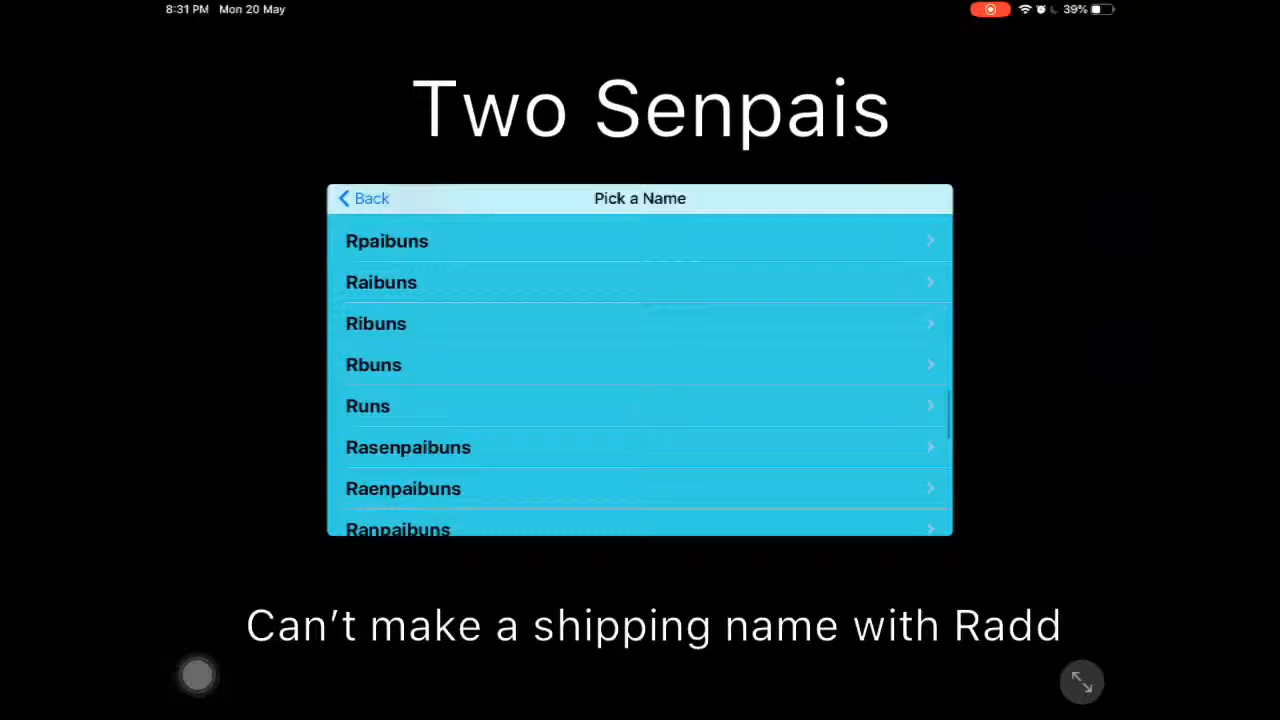 8:31 PM Mon 20 May 39%
Two Senpais
Back Pick a Name
Rpaibuns
Raibuns
Ribuns
Rbuns
Runs
Rasenpaibuns
Raenpaibuns
Ranpaibuns
Can't make a shipping name with Radd